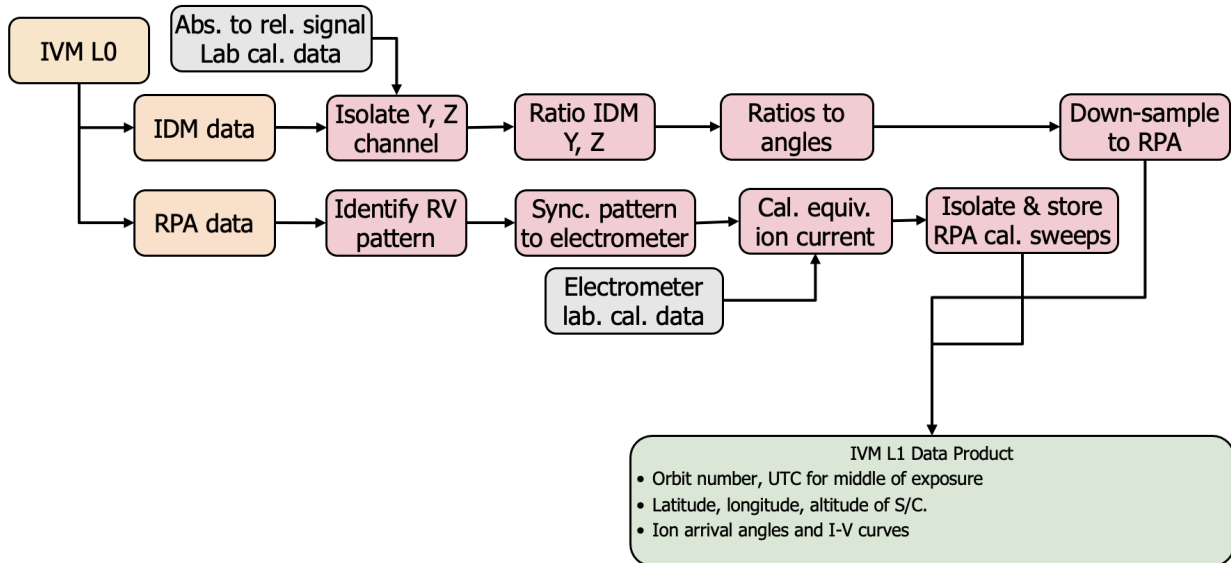 Abs. to rel. signal
Lab cal. data
IVM L0
IDM data
Isolate Y, Z
channel
Ratio IDM
Y, Z
Ratios to
angles
Down-sample
to RPA
RPA data
Identify RV
pattern
Sync. pattern
to electrometer
Cal. equiv.
ion current
Isolate & store
RPA cal. sweeps
Electrometer
lab. cal. data
IVM L1 Data Product
• Orbit number, UTC for middle of exposure
• Latitude, longitude, altitude of S/C.
• Ion arrival angles and I-V curves